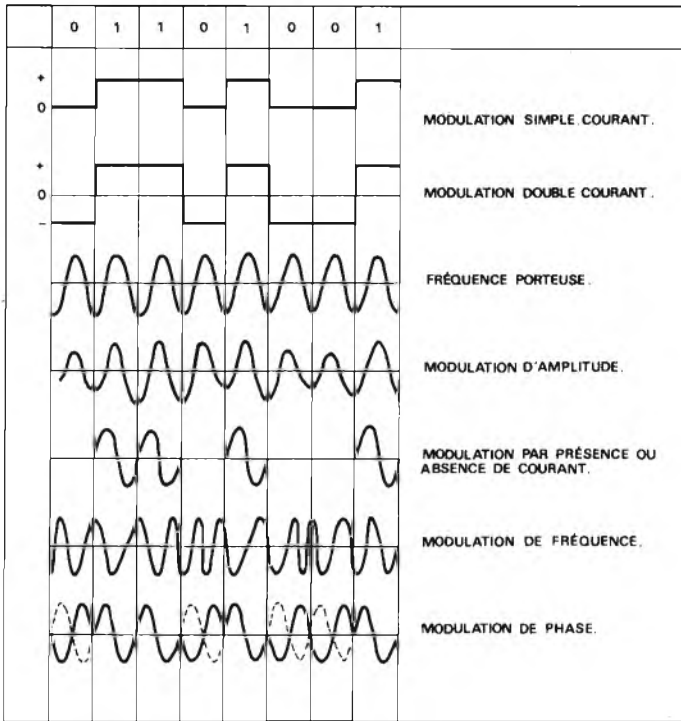 0 1 1 0 1 0 0 1
+
0
MODULATION SIMPLE COURANT.
+
0
−
MODULATION DOUBLE COURANT.
FRÉQUENCE PORTEUSE.
MODULATION D'AMPLITUDE.
MODULATION PAR PRÉSENCE OU
ABSENCE DE COURANT.
MODULATION DE FRÉQUENCE.
MODULATION DE PHASE.